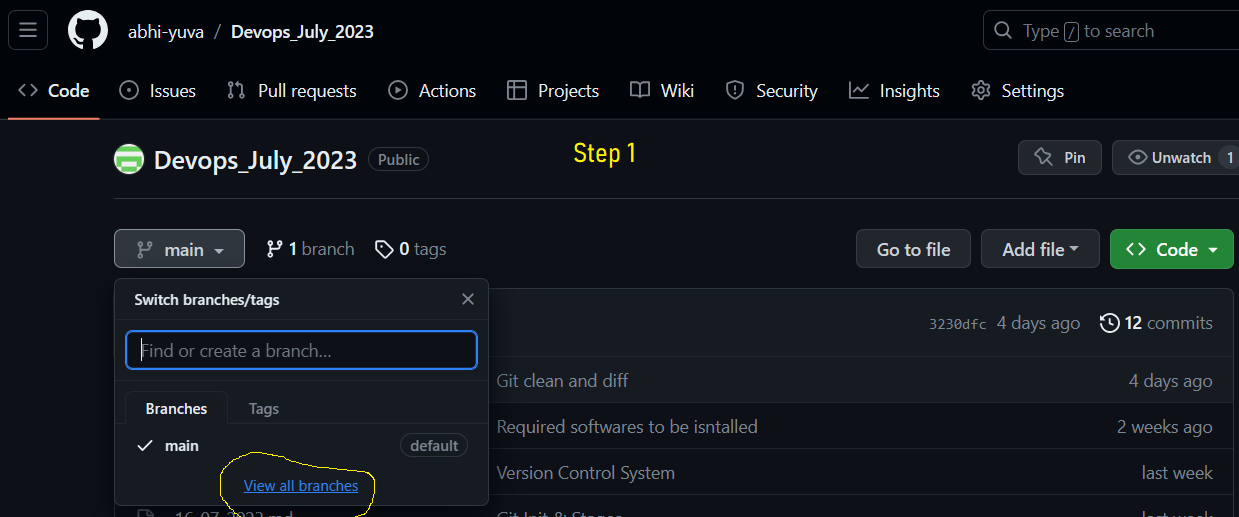 abhi-yuva / Devops_July_2023
Type / to search
Code Issues Pull requests Actions Projects Wiki Security Insights Settings
Devops_July_2023 Public
Step 1
Pin Unwatch 1
main 1 branch 0 tags
Go to file Add file Code
Switch branches/tags
3230dfc 4 days ago 12 commits
Find or create a branch...
Git clean and diff 4 days ago
Branches Tags
Required softwares to be isntalled 2 weeks ago
main default
Version Control System last week
View all branches